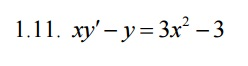 1.11. xy′ – y = 3x² – 3